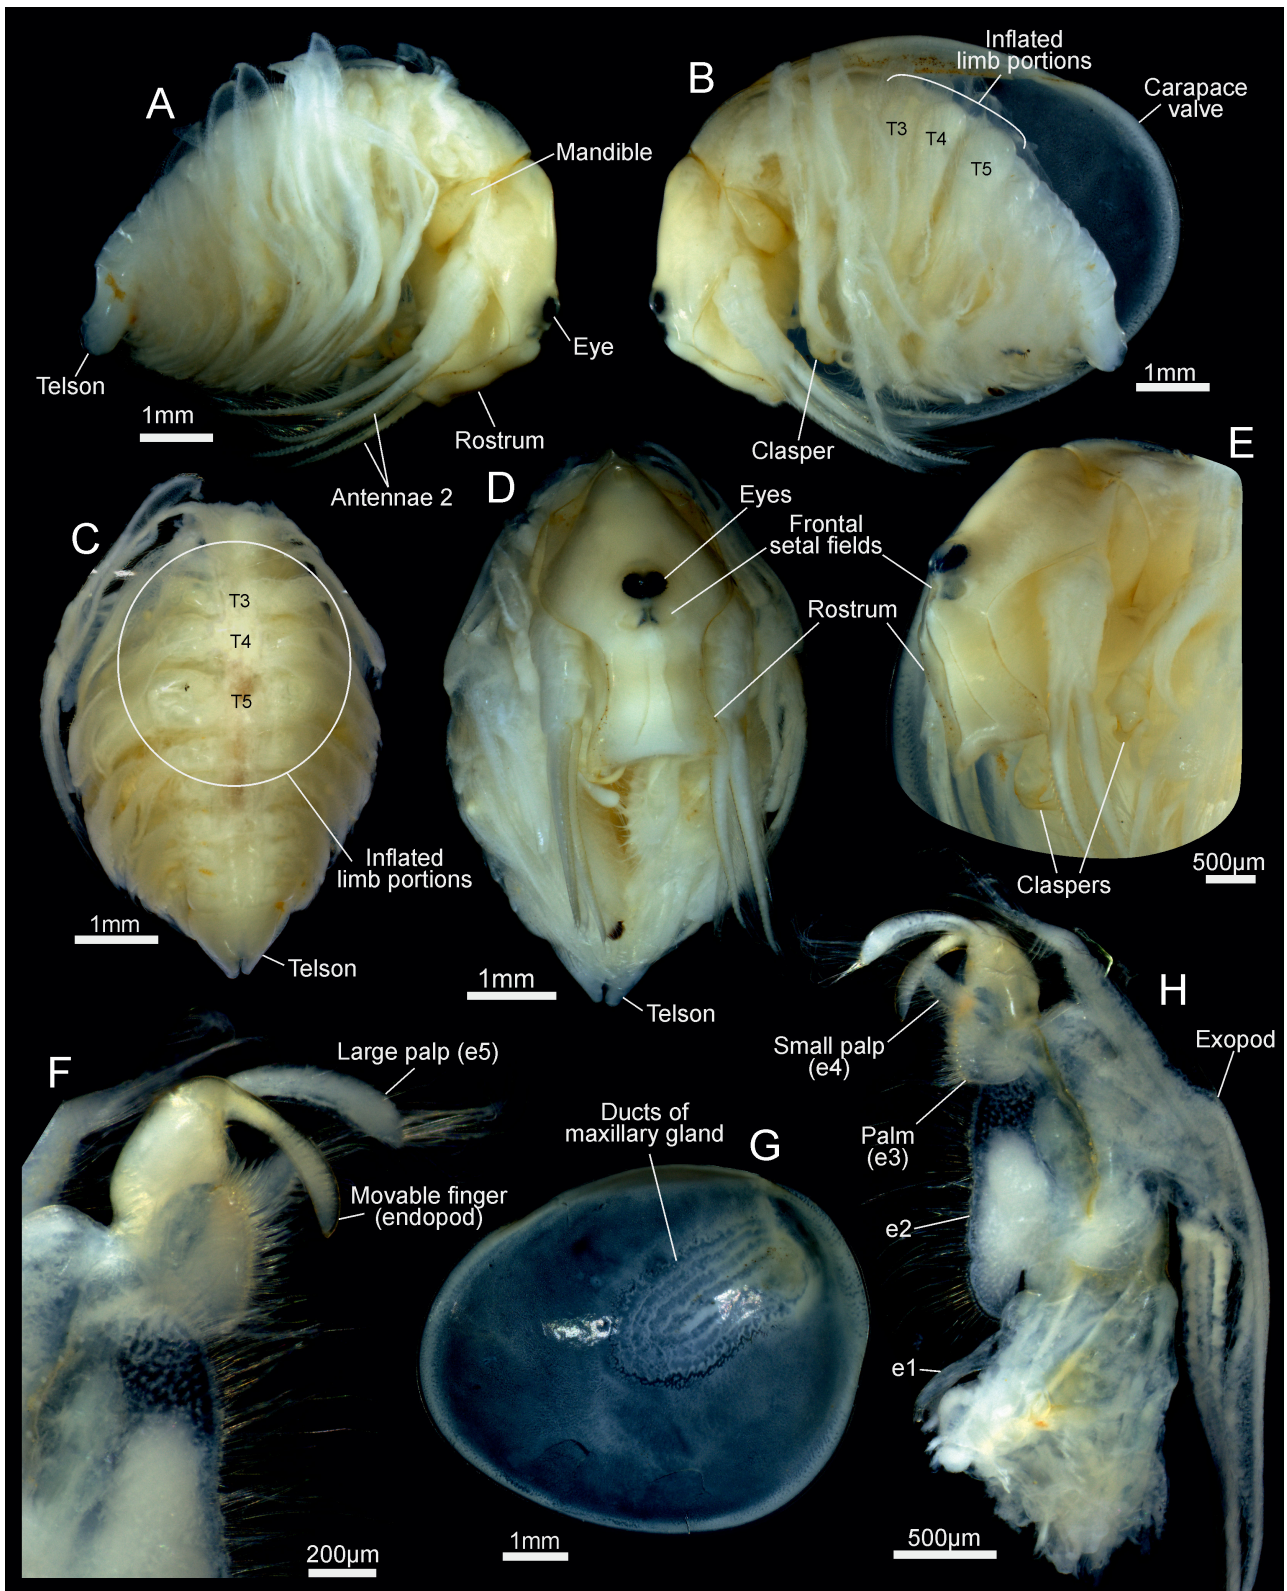 A
Mandible
Eye
Telson
1mm
Rostrum
Antennae 2
B
Inflated
limb portions
Carapace
valve
T3
T4
T5
1mm
Clasper
C
T3
T4
T5
Inflated
limb portions
1mm
Telson
D
Eyes
Frontal
setal fields
Rostrum
1mm
Telson
E
Claspers
500µm
F
Large palp (e5)
Movable finger
(endopod)
200µm
G
Ducts of
maxillary gland
1mm
H
Small palp
(e4)
Exopod
Palm
(e3)
e2
e1
500µm